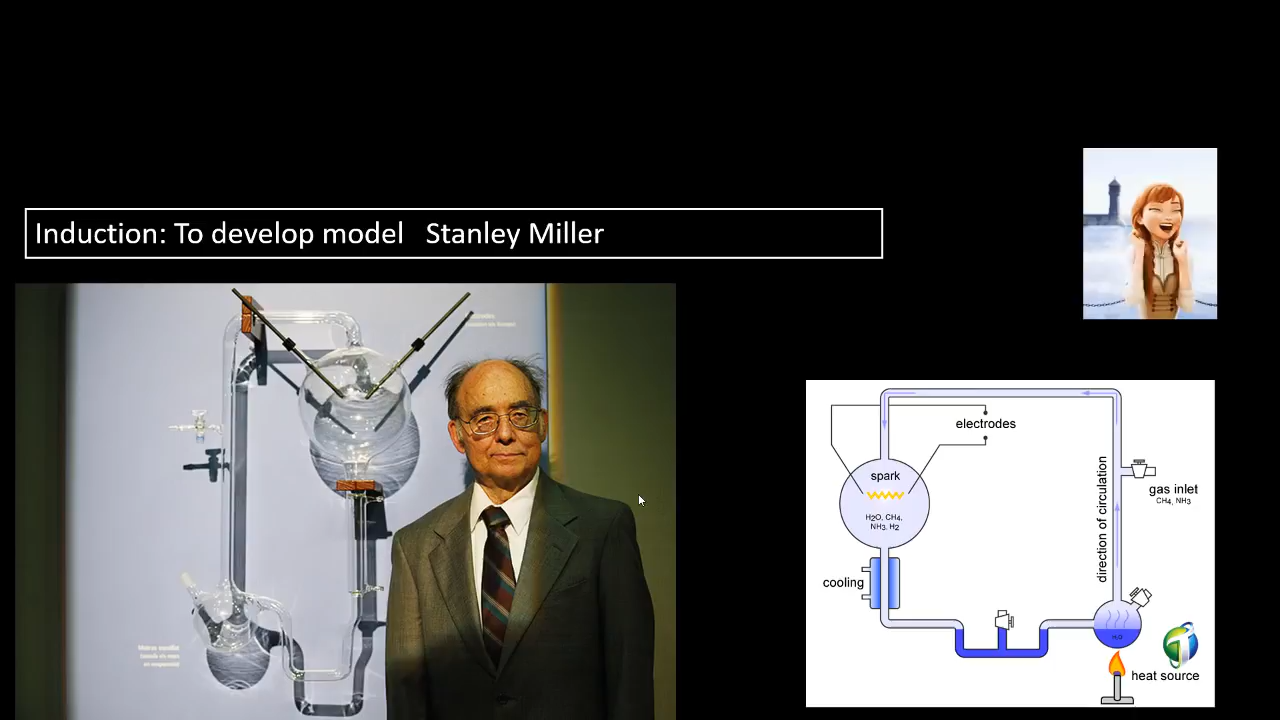 Induction: To develop model   Stanley Miller
electrodes
spark
H2O, CH4,
NH3, H2
cooling
direction of circulation
gas inlet
CH4, NH3
H2O
heat source